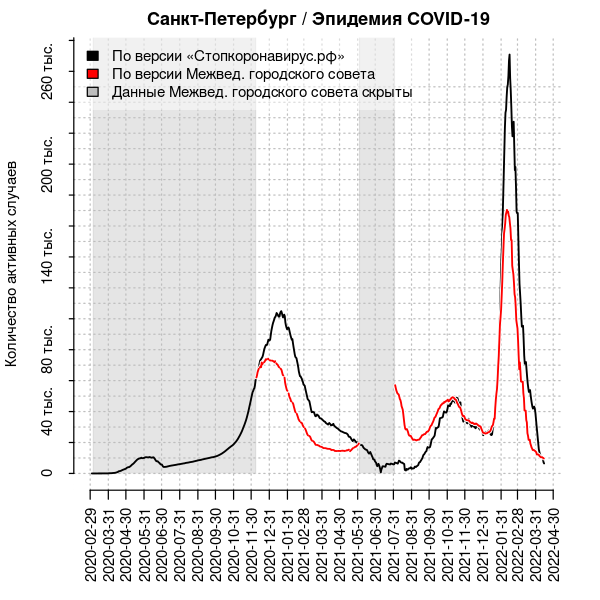 Санкт-Петербург / Эпидемия COVID-19
По версии «Стопкоронавирус.рф»
По версии Межвед. городского совета
Данные Межвед. городского совета скрыты
Количество активных случаев
260 тыс.
200 тыс.
140 тыс.
80 тыс.
40 тыс.
0
2020-02-29
2020-03-31
2020-04-30
2020-05-31
2020-06-30
2020-07-31
2020-08-31
2020-09-30
2020-10-31
2020-11-30
2020-12-31
2021-01-31
2021-02-28
2021-03-31
2021-04-30
2021-05-31
2021-06-30
2021-07-31
2021-08-31
2021-09-30
2021-10-31
2021-11-30
2021-12-31
2022-01-31
2022-02-28
2022-03-31
2022-04-30